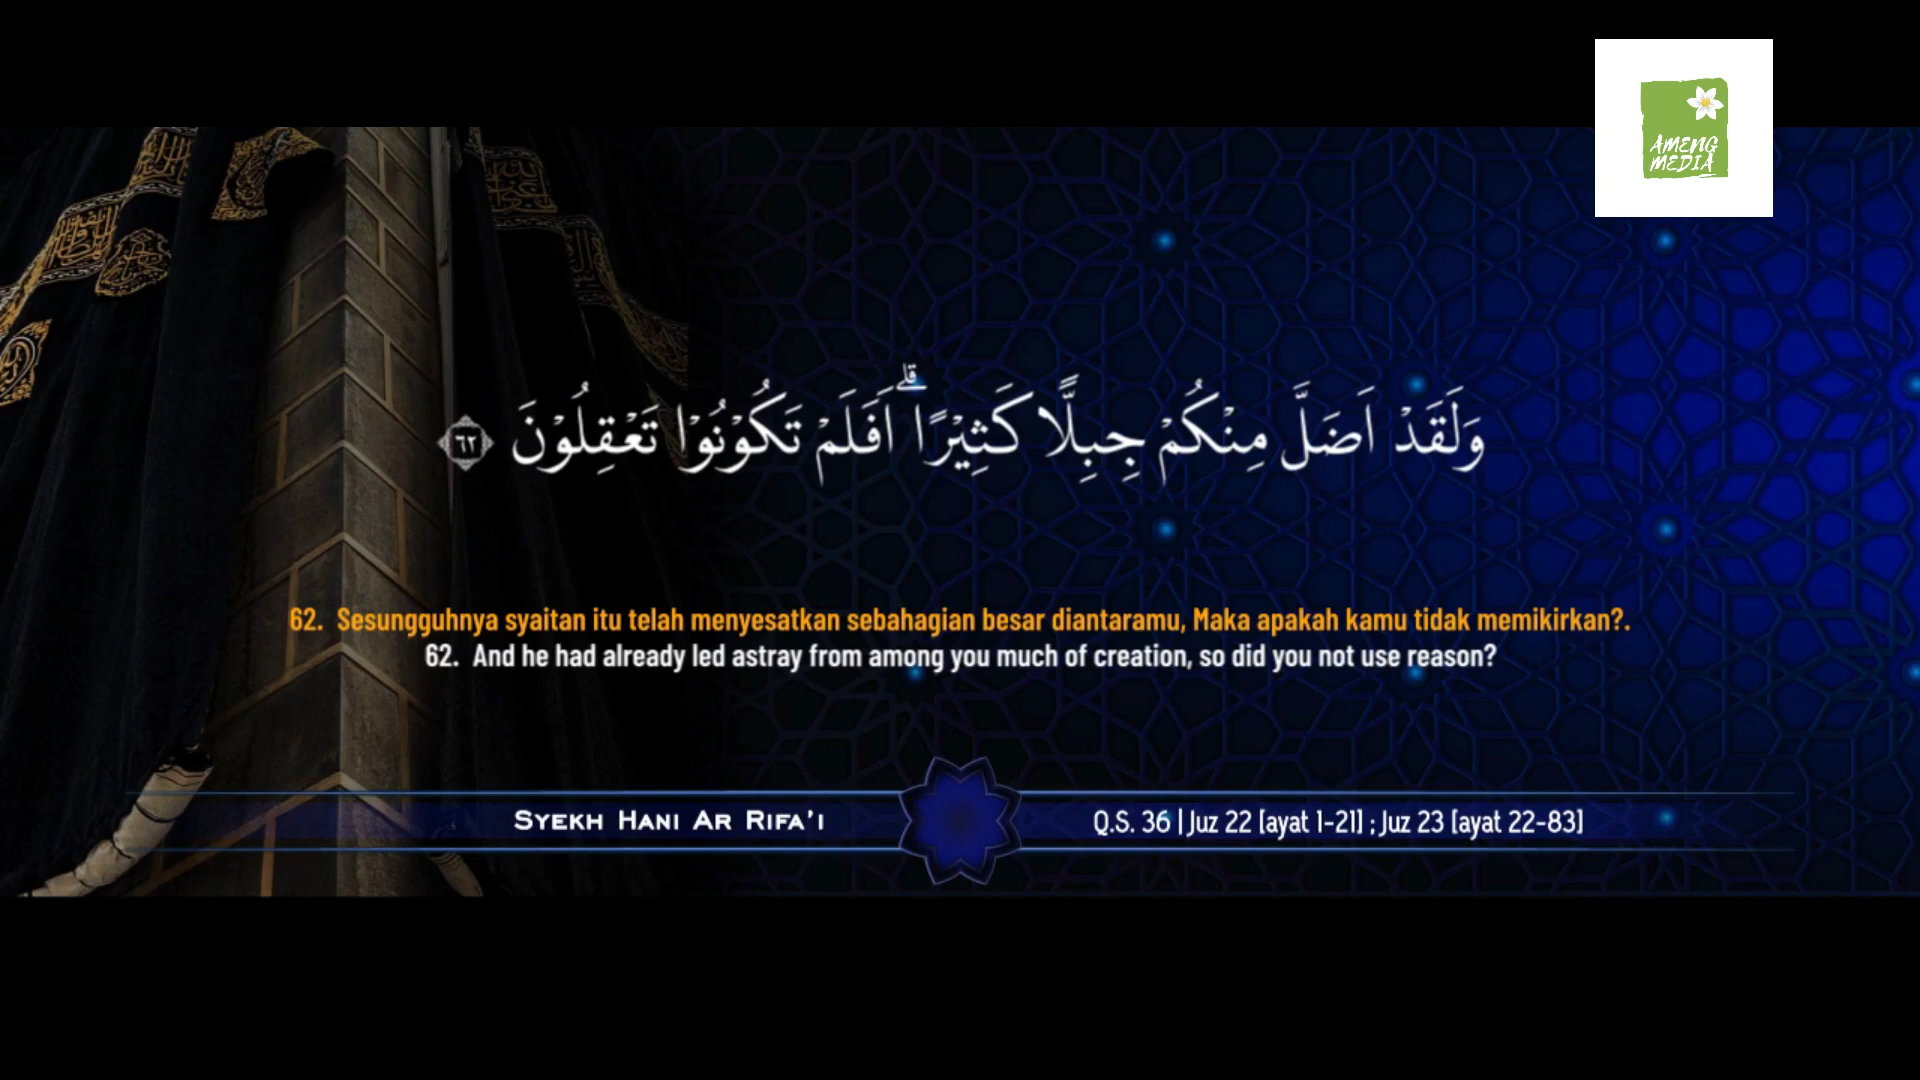 AMENG
MEDIA
وَلَقَدْ اَضَلَّ مِنْكُمْ جِبِلًّا كَثِيْرًاۗ اَفَلَمْ تَكُوْنُوْا تَعْقِلُوْنَ ٦٢
62. Sesungguhnya syaitan itu telah menyesatkan sebahagian besar diantaramu, Maka apakah kamu tidak memikirkan?.
62. And he had already led astray from among you much of creation, so did you not use reason?
Syekh Hani Ar Rifa'i
Q.S. 36 | Juz 22 [ayat 1-21] ; Juz 23 [ayat 22-83]